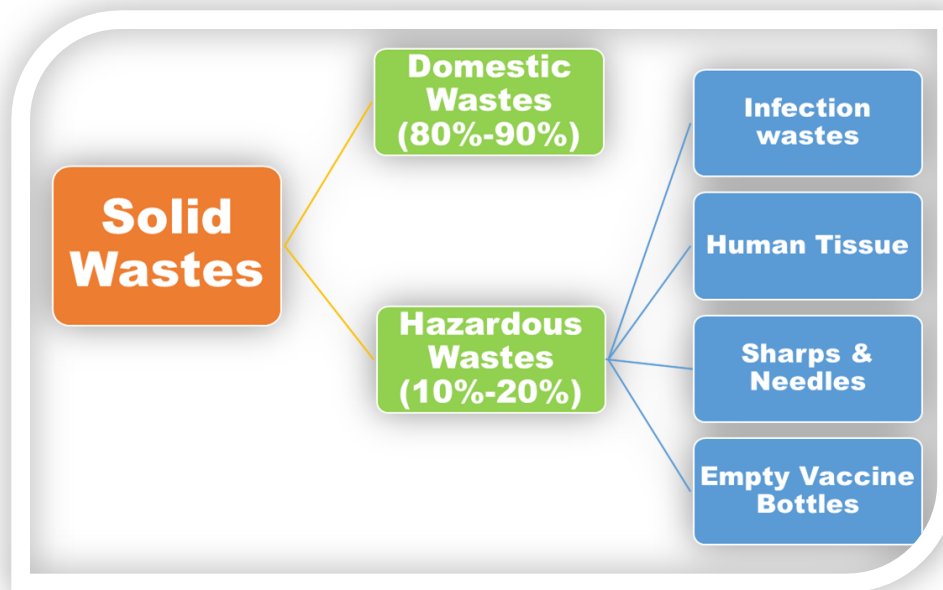 Solid
Wastes
Domestic
Wastes
(80%-90%)
Hazardous
Wastes
(10%-20%)
Infection
wastes
Human Tissue
Sharps &
Needles
Empty Vaccine
Bottles